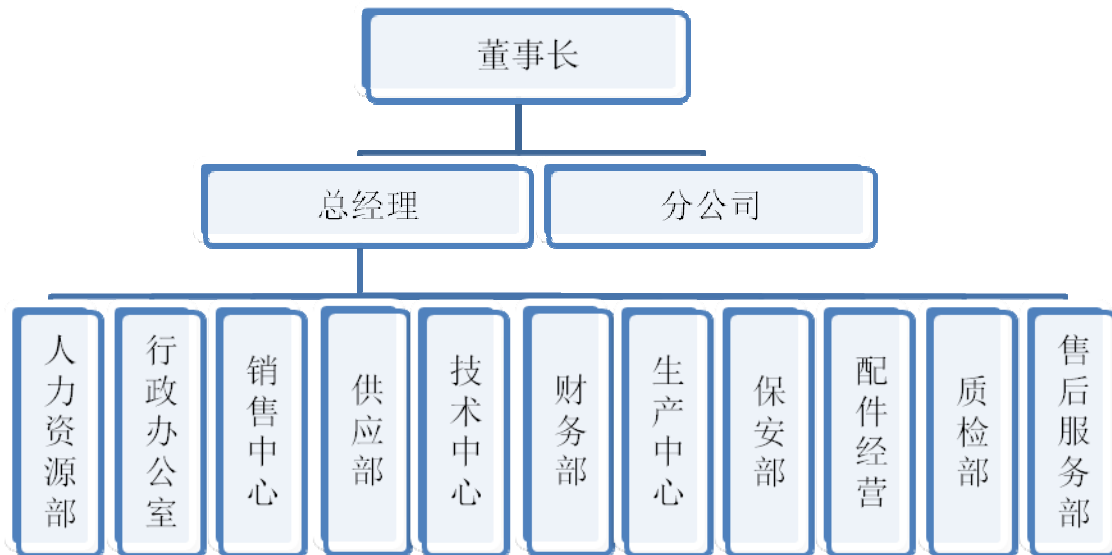 董事长
总经理
分公司
人力资源部
行政办公室
销售中心
供应部
技术中心
财务部
生产中心
保安部
配件经营
质检部
售后服务部